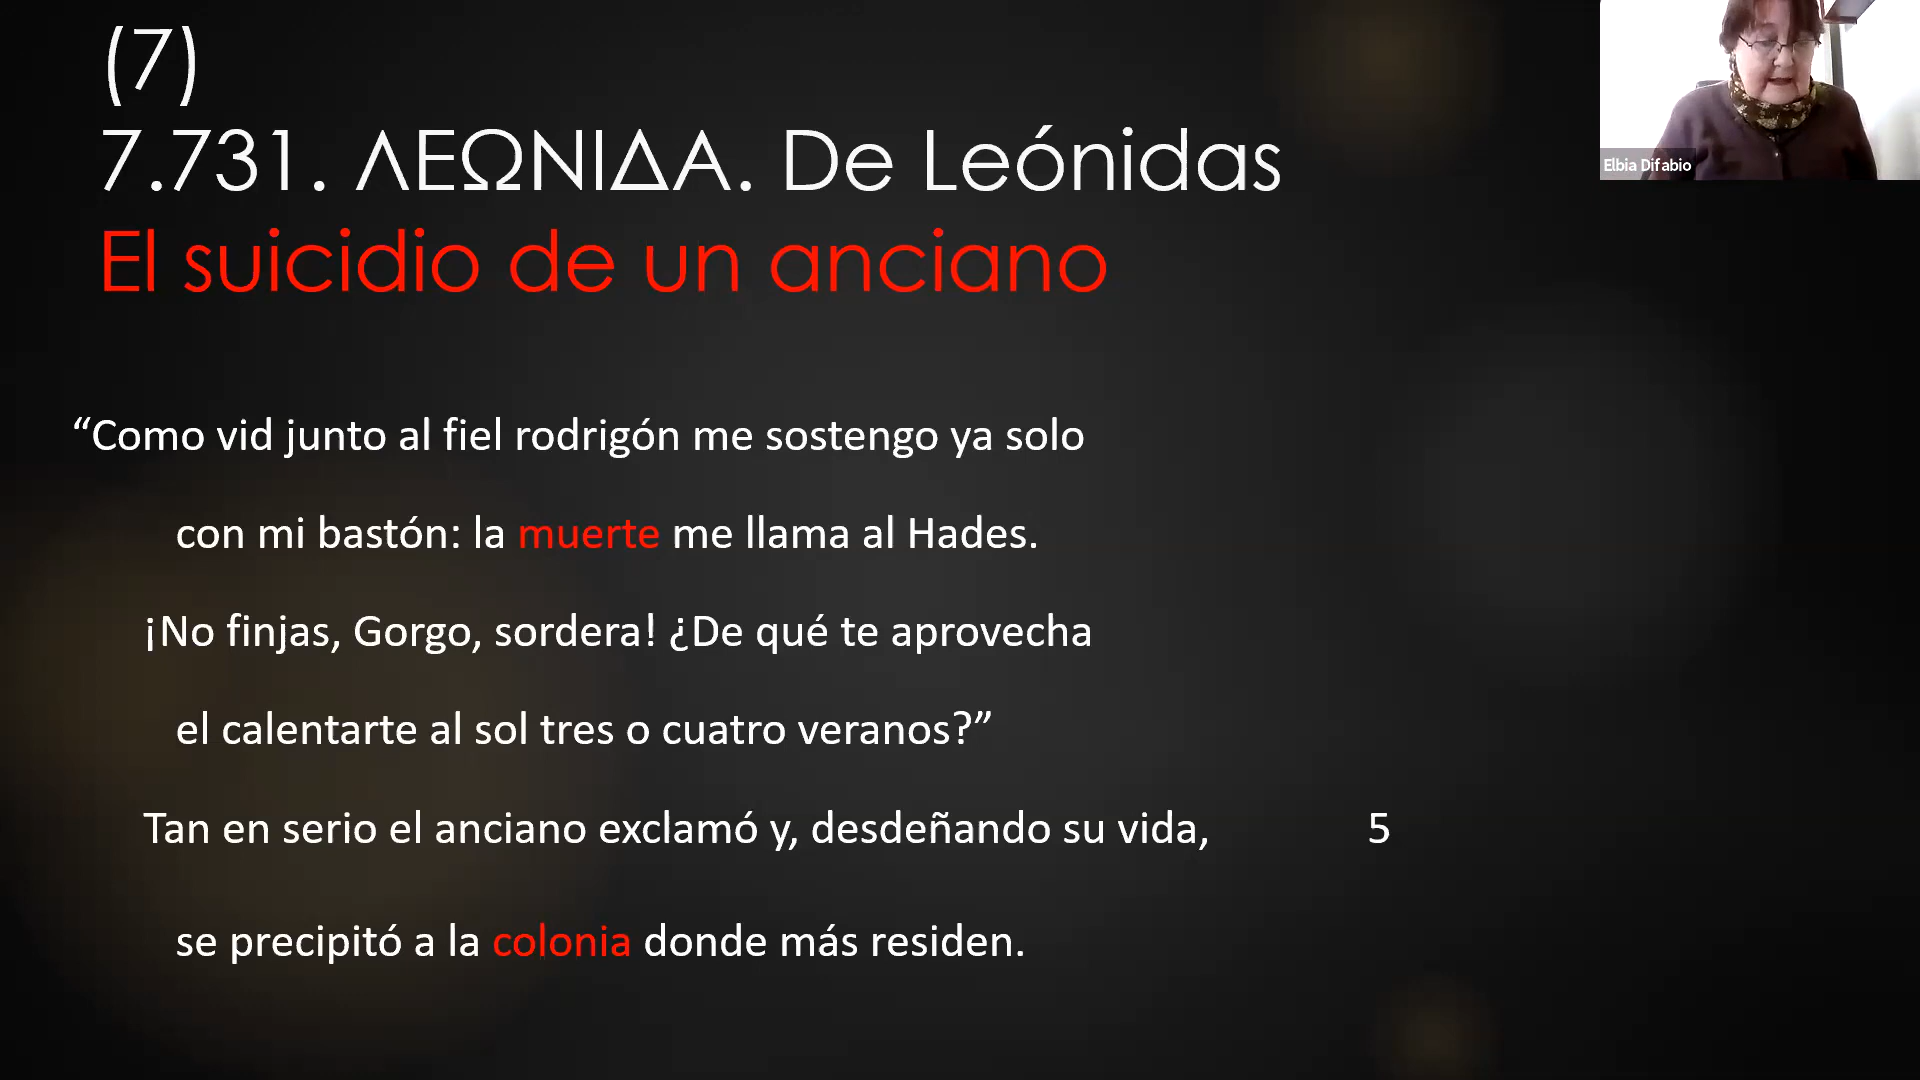 (7)
7.731. ΛΕΩΝΙΔΑ. De Leónidas
El suicidio de un anciano
Elbia Difabio
“Como vid junto al fiel rodrigón me sostengo ya solo
con mi bastón: la muerte me llama al Hades.
¡No finjas, Gorgo, sordera! ¿De qué te aprovecha
el calentarte al sol tres o cuatro veranos?”
Tan en serio el anciano exclamó y, desdeñando su vida, 5
se precipitó a la colonia donde más residen.